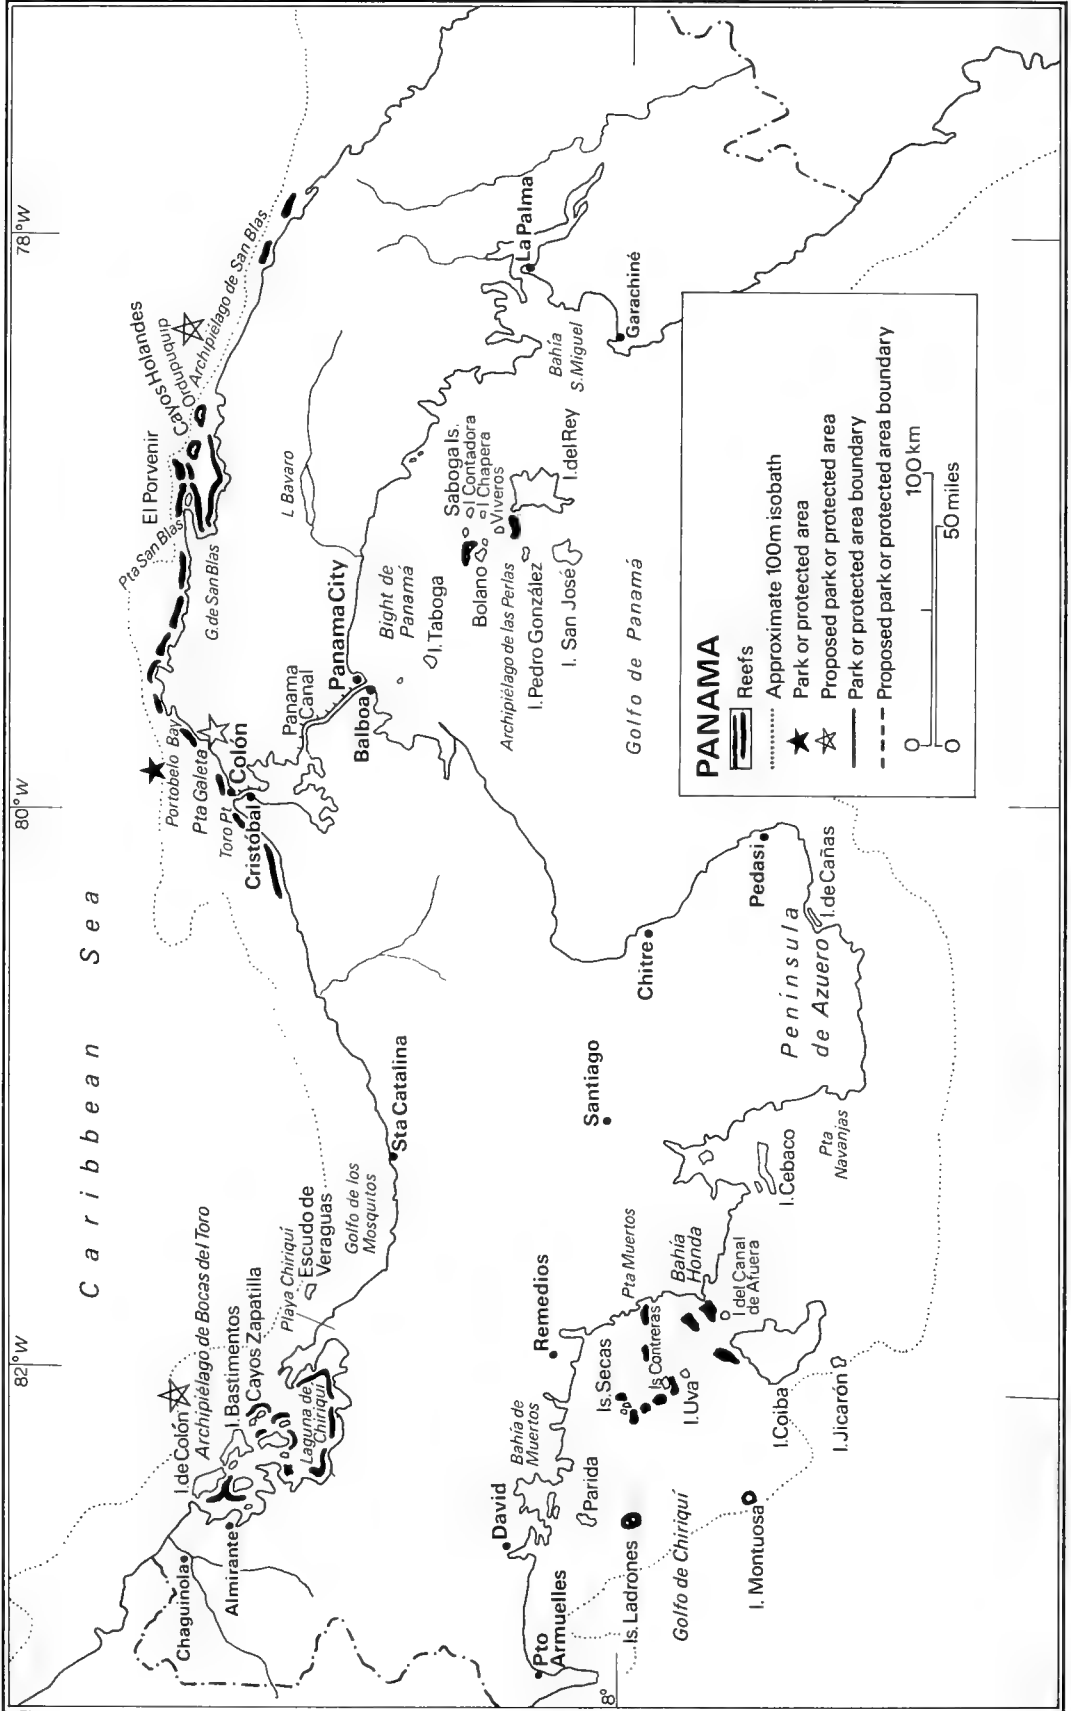 82°W
80°W
78°W
Caribbean Sea
I.de Colón
Archipiélago de Bocas del Toro
I.Bastimentos
Cayos Zapatilla
Playa Chiriquí
Escudo de
Veraguas
Laguna de
Chiriquí
Golfo de los
Mosquitos
Chaguinola
Almirante
Sta Catalina
Portobelo Bay
Pta Galeta
Toro Pt
Colón
Cristóbal
Pta San Blas
G.de San Blas
El Porvenir
Cayos Holandes
Ordupuquip
Archipiélago de San Blas
L Bavaro
Panama
Canal
Panama City
Balboa
Bight de
Panamá
I.Taboga
Saboga Is.
I Contadora
I Chapera
Viveros
Bolano
Archipiélago de las Perlas
I.Pedro González
I. San José
I.del Rey
Bahía
S.Miguel
La Palma
Garachiné
Golfo de Panamá
David
Pto
Armuelles
Bahía de
Muertos
Parida
Remedios
Is.Secas
Is Contreras
I.Uva
Pta Muertos
Bahía
Honda
I del Canal
de Afuera
Is.Ladrones
Golfo de Chiriquí
I. Montuosa
I.Coiba
I.Jicarón
Santiago
I.Cebaco
Pta
Navanjas
Chitre
Península
de Azuero
Pedasi
I.de Cañas
8°
PANAMA
Reefs
Approximate 100m isobath
Park or protected area
Proposed park or protected area
Park or protected area boundary
Proposed park or protected area boundary
0 100 km
0 50 miles